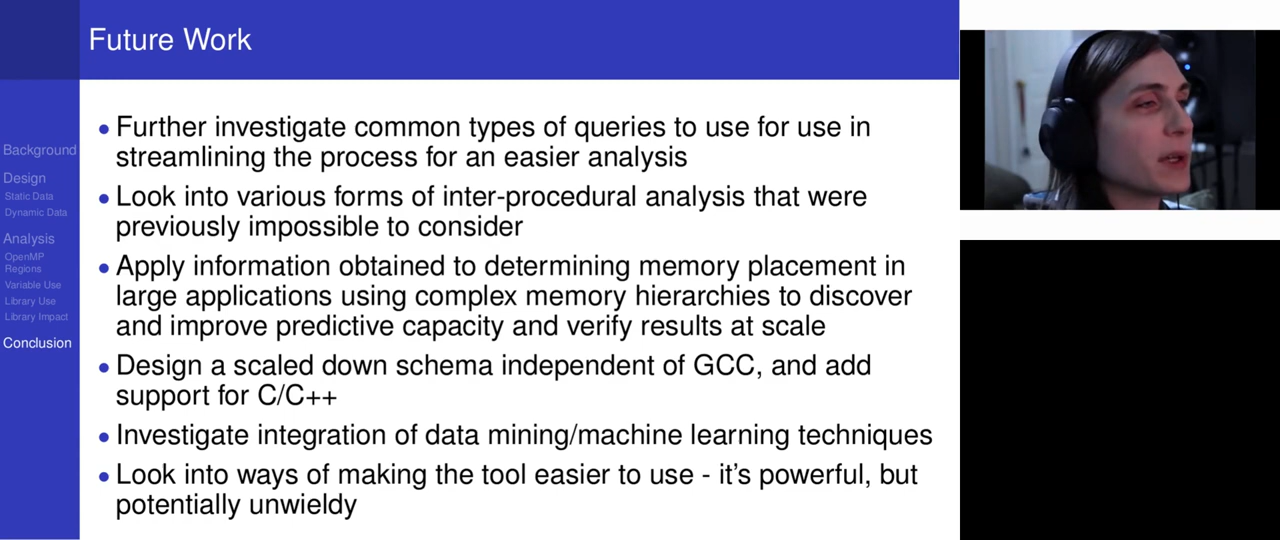 Future Work
Background
Design
Static Data
Dynamic Data
Analysis
OpenMP
Regions
Variable Use
Library Use
Library Impact
Conclusion
• Further investigate common types of queries to use for use in
streamlining the process for an easier analysis
• Look into various forms of inter-procedural analysis that were
previously impossible to consider
• Apply information obtained to determining memory placement in
large applications using complex memory hierarchies to discover
and improve predictive capacity and verify results at scale
• Design a scaled down schema independent of GCC, and add
support for C/C++
• Investigate integration of data mining/machine learning techniques
• Look into ways of making the tool easier to use - it's powerful, but
potentially unwieldy